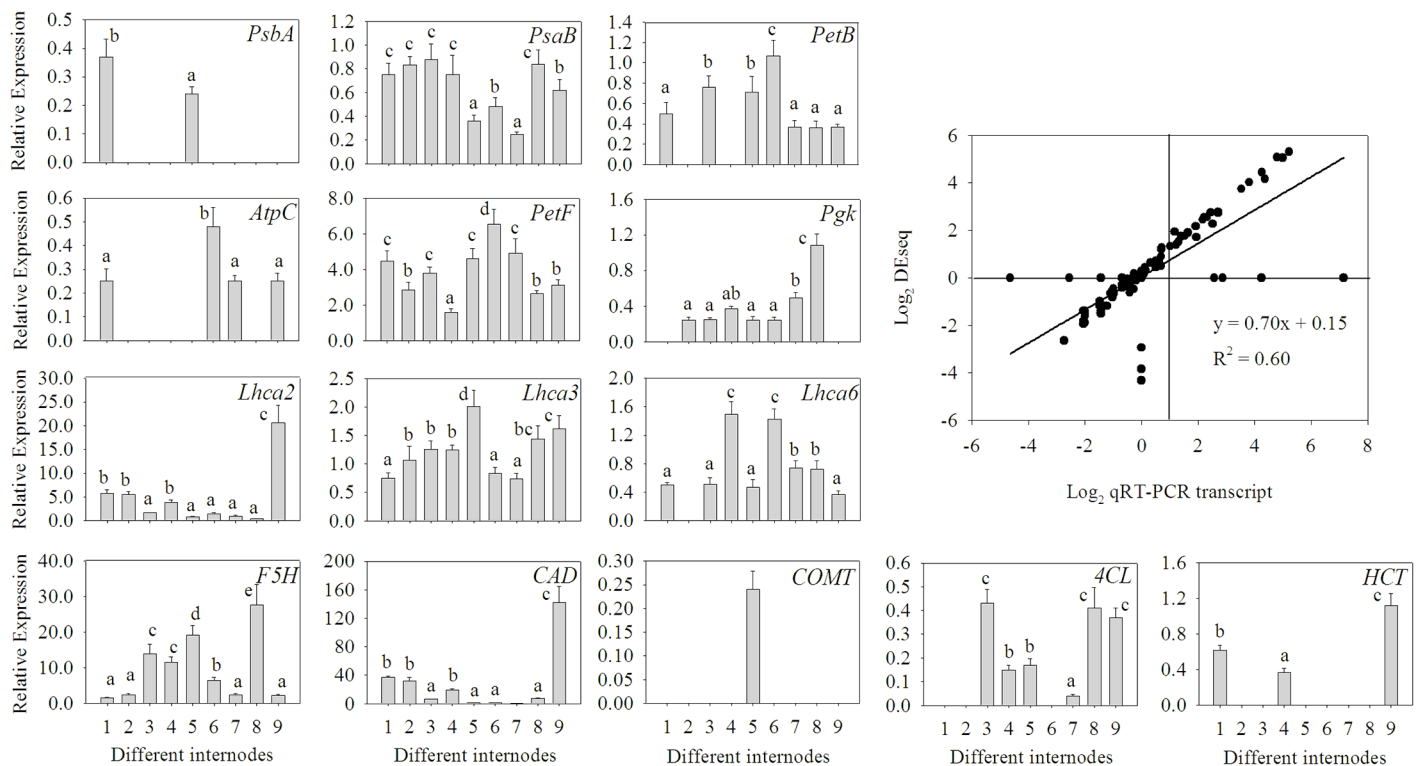 PsbA
Relative Expression
0.5
0.4
0.3
0.2
0.1
0.0
b
a
PsaB
1.2
1.0
0.8
0.6
0.4
0.2
0.0
c c c c a b a c b
PetB
1.4
1.2
1.0
0.8
0.6
0.4
0.2
0.0
a b b c a a a
AtpC
Relative Expression
0.6
0.5
0.4
0.3
0.2
0.1
0.0
a b a a
PetF
8.0
6.0
4.0
2.0
0.0
c b c a c d c b b
Pgk
1.6
1.2
0.8
0.4
0.0
a a ab a a b c
Lhca2
Relative Expression
30.0
25.0
20.0
15.0
10.0
5.0
0.0
b b a b a a a a c
Lhca3
2.5
2.0
1.5
1.0
0.5
0.0
a b b b d a a bc c
Lhca6
2.0
1.6
1.2
0.8
0.4
0.0
a a c a c b b a
Log2 DEseq
6
4
2
0
-2
-4
-6
y = 0.70x + 0.15
R2 = 0.60
-6 -4 -2 0 2 4 6 8
Log2 qRT-PCR transcript
F5H
Relative Expression
40.0
30.0
20.0
10.0
0.0
a a c c d b a e a
1 2 3 4 5 6 7 8 9
Different internodes
CAD
200
160
120
80
40
0
b b a b a a a c
1 2 3 4 5 6 7 8 9
Different internodes
COMT
0.30
0.25
0.20
0.15
0.10
0.05
0.00
1 2 3 4 5 6 7 8 9
Different internodes
4CL
0.6
0.5
0.4
0.3
0.2
0.1
0.0
c b b a c c
1 2 3 4 5 6 7 8 9
Different internodes
HCT
1.6
1.2
0.8
0.4
0.0
b a c
1 2 3 4 5 6 7 8 9
Different internodes